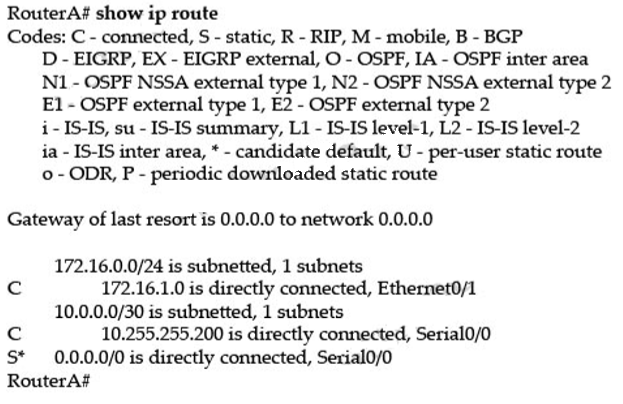 RouterA# show ip route
Codes: C - connected, S - static, R - RIP, M - mobile, B - BGP
D - EIGRP, EX - EIGRP external, O - OSPF, IA - OSPF inter area
N1 - OSPF NSSA external type 1, N2 - OSPF NSSA external type 2
E1 - OSPF external type 1, E2 - OSPF external type 2
i - IS-IS, su - IS-IS summary, L1 - IS-IS level-1, L2 - IS-IS level-2
ia - IS-IS inter area, * - candidate default, U - per-user static route
o - ODR, P - periodic downloaded static route
Gateway of last resort is 0.0.0.0 to network 0.0.0.0
172.16.0.0/24 is subnetted, 1 subnets
C 172.16.1.0 is directly connected, Ethernet0/1
10.0.0.0/30 is subnetted, 1 subnets
C 10.255.255.200 is directly connected, Serial0/0
S* 0.0.0.0/0 is directly connected, Serial0/0
RouterA#